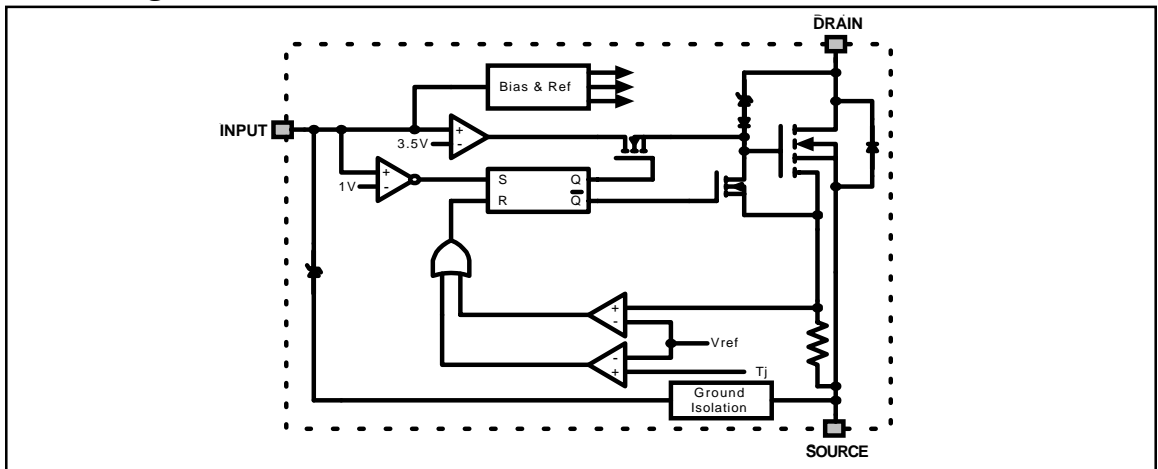 DRAIN
Bias & Ref
INPUT
+
3.5V
-
+
1V
-
S
Q
R
Q
+
-
Vref
-
+
Tj
Ground
Isolation
SOURCE